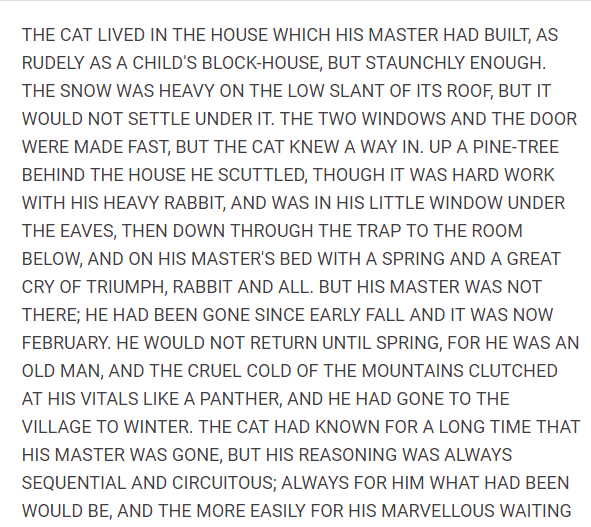 THE CAT LIVED IN THE HOUSE WHICH HIS MASTER HAD BUILT, AS
RUDELY AS A CHILD'S BLOCK-HOUSE, BUT STAUNCHLY ENOUGH.
THE SNOW WAS HEAVY ON THE LOW SLANT OF ITS ROOF, BUT IT
WOULD NOT SETTLE UNDER IT. THE TWO WINDOWS AND THE DOOR
WERE MADE FAST, BUT THE CAT KNEW A WAY IN. UP A PINE-TREE
BEHIND THE HOUSE HE SCUTTLED, THOUGH IT WAS HARD WORK
WITH HIS HEAVY RABBIT, AND WAS IN HIS LITTLE WINDOW UNDER
THE EAVES, THEN DOWN THROUGH THE TRAP TO THE ROOM
BELOW, AND ON HIS MASTER'S BED WITH A SPRING AND A GREAT
CRY OF TRIUMPH, RABBIT AND ALL. BUT HIS MASTER WAS NOT
THERE; HE HAD BEEN GONE SINCE EARLY FALL AND IT WAS NOW
FEBRUARY. HE WOULD NOT RETURN UNTIL SPRING, FOR HE WAS AN
OLD MAN, AND THE CRUEL COLD OF THE MOUNTAINS CLUTCHED
AT HIS VITALS LIKE A PANTHER, AND HE HAD GONE TO THE
VILLAGE TO WINTER. THE CAT HAD KNOWN FOR A LONG TIME THAT
HIS MASTER WAS GONE, BUT HIS REASONING WAS ALWAYS
SEQUENTIAL AND CIRCUITOUS; ALWAYS FOR HIM WHAT HAD BEEN
WOULD BE, AND THE MORE EASILY FOR HIS MARVELLOUS WAITING